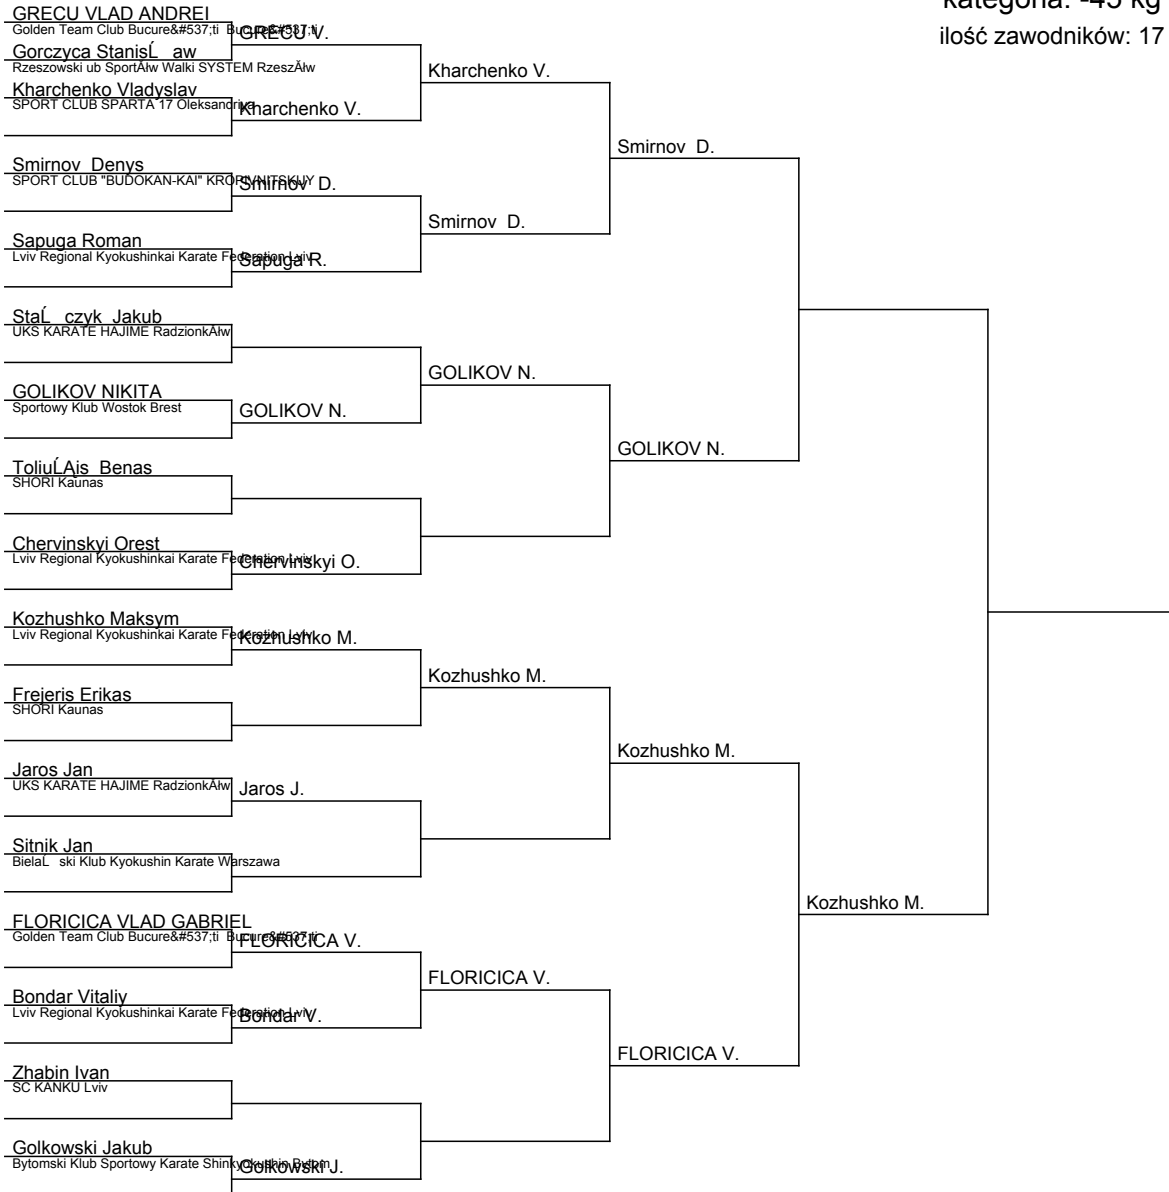 kategoria: -45 kg
ilość zawodników: 17
GRECU VLAD ANDREI
Golden Team Club Bucure&#537;ti Bucure&#537;ti
GRECU V.
Gorczyca StanisĹ aw
Rzeszowski ub SportĂłw Walki SYSTEM RzeszĂłw
Kharchenko V.
Kharchenko Vladyslav
SPORT CLUB SPARTA 17 Oleksandriya
Kharchenko V.
Smirnov D.
Smirnov Denys
SPORT CLUB "BUDOKAN-KAI" KROPIVNITSKUY
Smirnov D.
Smirnov D.
Sapuga Roman
Lviv Regional Kyokushinkai Karate Federation Lviv
Sapuga R.
StaĹ czyk Jakub
UKS KARATE HAJIME RadzionkĂłw
GOLIKOV N.
GOLIKOV NIKITA
Sportowy Klub Wostok Brest
GOLIKOV N.
GOLIKOV N.
ToliuĹĄis Benas
SHORI Kaunas
Chervinskyi Orest
Lviv Regional Kyokushinkai Karate Federation Lviv
Chervinskyi O.
Kozhushko Maksym
Lviv Regional Kyokushinkai Karate Federation Lviv
Kozhushko M.
Kozhushko M.
Frejeris Erikas
SHORI Kaunas
Kozhushko M.
Jaros Jan
UKS KARATE HAJIME RadzionkĂłw
Jaros J.
Sitnik Jan
BielaĹ ski Klub Kyokushin Karate Warszawa
Kozhushko M.
FLORICICA VLAD GABRIEL
Golden Team Club Bucure&#537;ti Bucure&#537;ti
FLORICICA V.
FLORICICA V.
Bondar Vitaliy
Lviv Regional Kyokushinkai Karate Federation Lviv
Bondar V.
FLORICICA V.
Zhabin Ivan
SC KANKU Lviv
Golkowski Jakub
Bytomski Klub Sportowy Karate Shinkyokushin Bytom
Golkowski J.